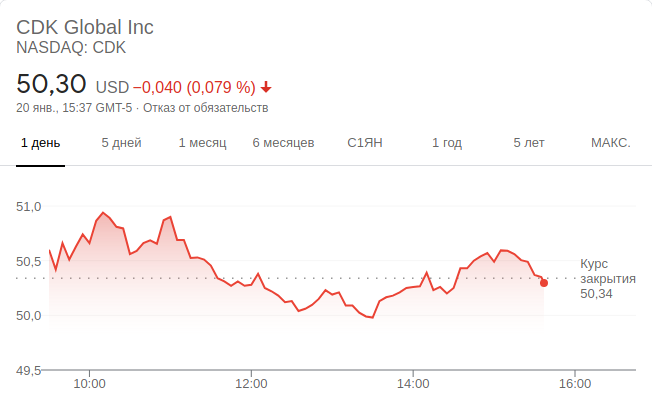 CDK Global Inc
NASDAQ: CDK
50,30 USD −0,040 (0,079 %)
20 янв., 15:37 GMT-5 · Отказ от обязательств
1 день 5 дней 1 месяц 6 месяцев С1ЯН 1 год 5 лет МАКС.
51,0
50,5
50,0
49,5
Курс
закрытия
50,34
10:00 12:00 14:00 16:00